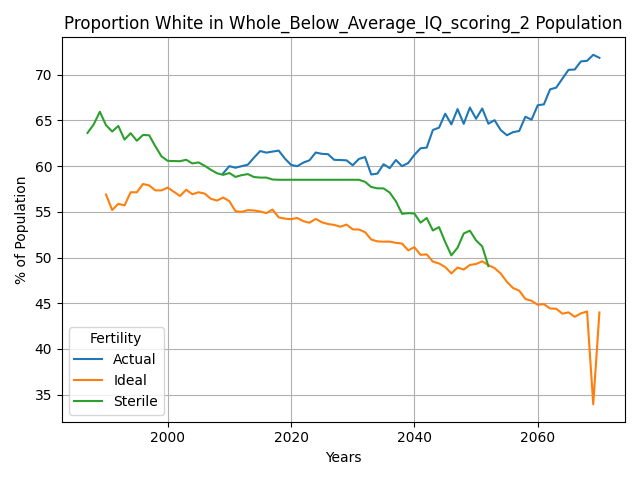 Proportion White in Whole_Below_Average_IQ_scoring_2 Population
% of Population
70
65
60
55
50
45
40
35
Fertility
Actual
Ideal
Sterile
2000
2020
2040
2060
Years